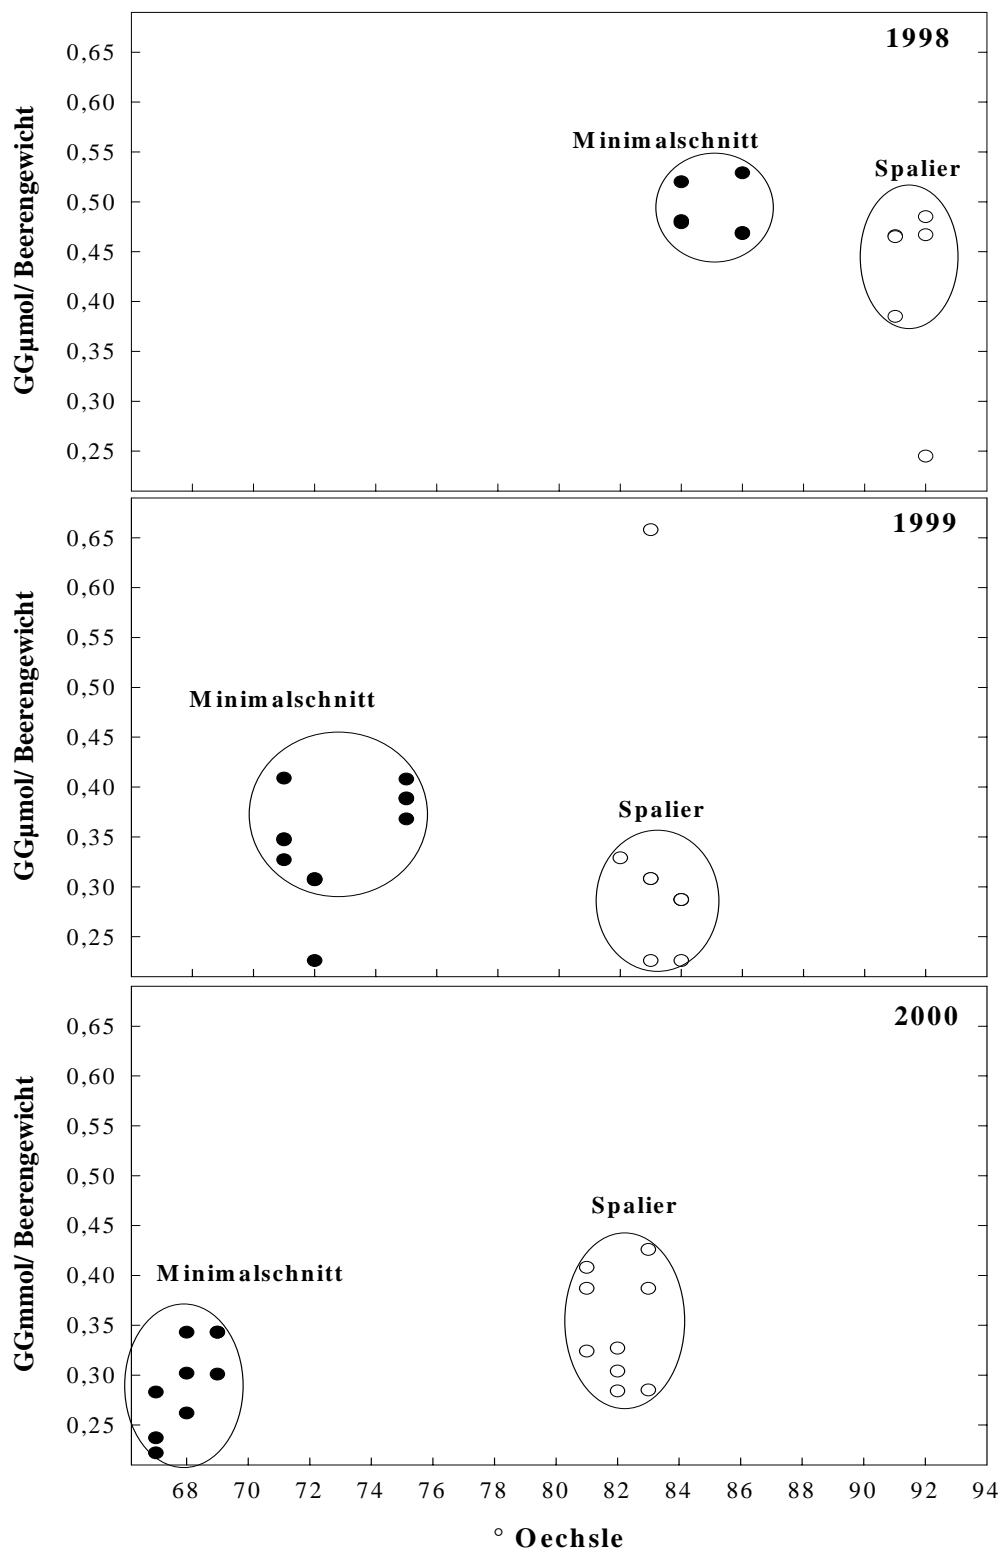 1998
0,65
0,60
0,55
0,50
0,45
0,40
0,35
0,30
0,25
GGµmol/ Beerengewicht
Minimalschnitt
Spalier
1999
0,65
0,60
0,55
0,50
0,45
0,40
0,35
0,30
0,25
GGµmol/ Beerengewicht
Minimalschnitt
Spalier
2000
0,65
0,60
0,55
0,50
0,45
0,40
0,35
0,30
0,25
GGmmol/ Beerengewicht
Spalier
Minimalschnitt
68 70 72 74 76 78 80 82 84 86 88 90 92 94
° Oechsle